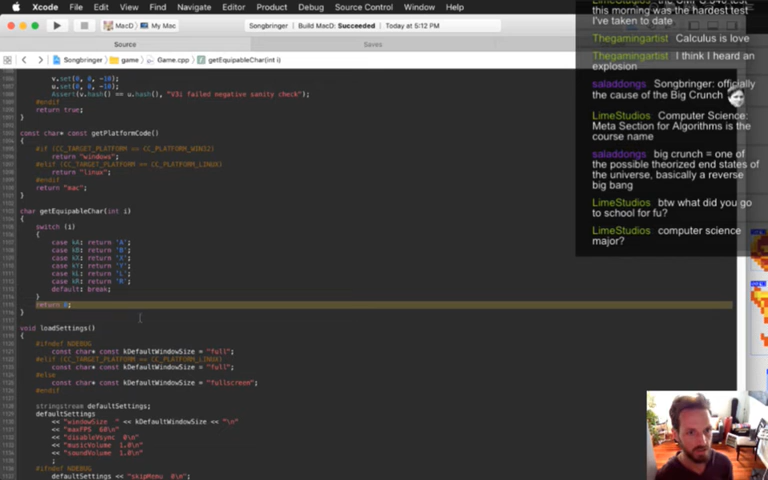 Xcode File Edit View Find Navigate Editor Product Debug Source Control Window Help
MacD My Mac
Songbringer Build MacD: Succeeded Today at 5:12 PM
Source Saves
Songbringer game Game.cpp getEquipableChar(int i)
v.set(0, 0, -10);
u.set(0, 0, -10);
Assert(v.hash() == u.hash(), "V3: failed negative sanity check");
#endif
return true;
}
const char* const getPlatformCode()
{
#if (CC_TARGET_PLATFORM == CC_PLATFORM_WIN32)
return "windows";
#elif (CC_TARGET_PLATFORM == CC_PLATFORM_LINUX)
return "linux";
#endif
return "mac";
}
char getEquipableChar(int i)
{
switch (i)
{
case kA: return 'A';
case kB: return 'B';
case kX: return 'X';
case kY: return 'Y';
case kL: return 'L';
case kR: return 'R';
default: break;
}
return 0;
}
void loadSettings()
{
#ifndef NDEBUG
const char* const kDefaultWindowSize = "full";
#elif (CC_TARGET_PLATFORM == CC_PLATFORM_LINUX)
const char* const kDefaultWindowSize = "full";
#else
const char* const kDefaultWindowSize = "fullscreen";
#endif
stringstream defaultSettings;
defaultSettings
<< "windowSize " << kDefaultWindowSize << "\n"
<< "maxFPS 60\n"
<< "disableVsync 0\n"
<< "musicVolume 1.0\n"
<< "soundVolume 1.0\n"
;
#ifndef NDEBUG
defaultSettings << "skipMenu 0\n"
this morning was the hardest test
I've taken to date
Thegamingartist Calculus is love
Thegamingartist I think I heard an
explosion
saladdongs Songbringer: officially
the cause of the Big Crunch
LimeStudios Computer Science:
Meta Section for Algorithms is the
course name
saladdongs big crunch = one of
the possible theorized end states of
the universe, basically a reverse
big bang
LimeStudios btw what did you go
to school for fu?
LimeStudios computer science
major?